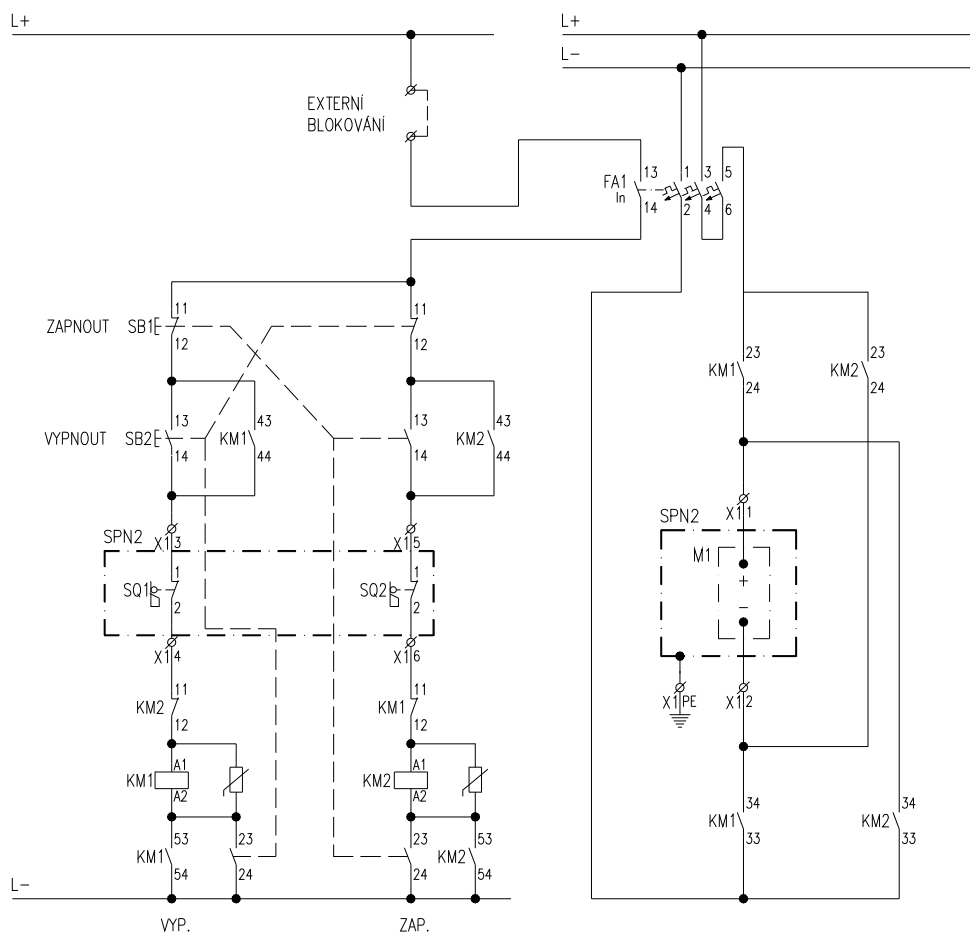 L+
L+
L-
EXTERNÍ
BLOKOVÁNÍ
13
1
3
5
FA1
In
14
2
4
6
11
11
ZAPNOUT
SB1
12
12
23
23
KM1
KM2
24
24
13
43
13
43
VYPNOUT
SB2
KM1
KM2
14
44
14
44
X1 1
SPN2
SPN2
X1 3
X1 5
M1
1
1
+
SQ1
SQ2
2
2
-
X1 4
X1 6
X1 PE
X1 2
11
11
KM2
KM1
12
12
A1
A1
KM1
KM2
A2
A2
34
34
KM1
KM2
33
33
53
23
23
53
KM1
KM2
54
24
24
54
L-
VYP.
ZAP.